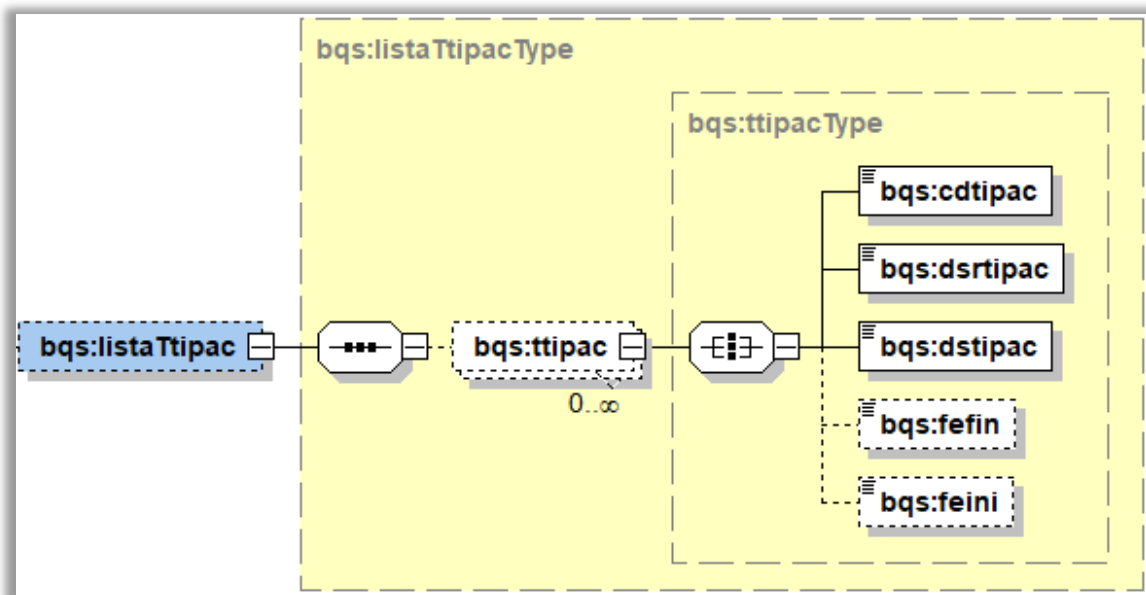 bqs:listaTtipacType
bqs:ttipacType
bqs:cdtipac
bqs:dsrtipac
bqs:listaTtipac
bqs:ttipac
bqs:dstipac
0..∞
bqs:fefin
bqs:feini